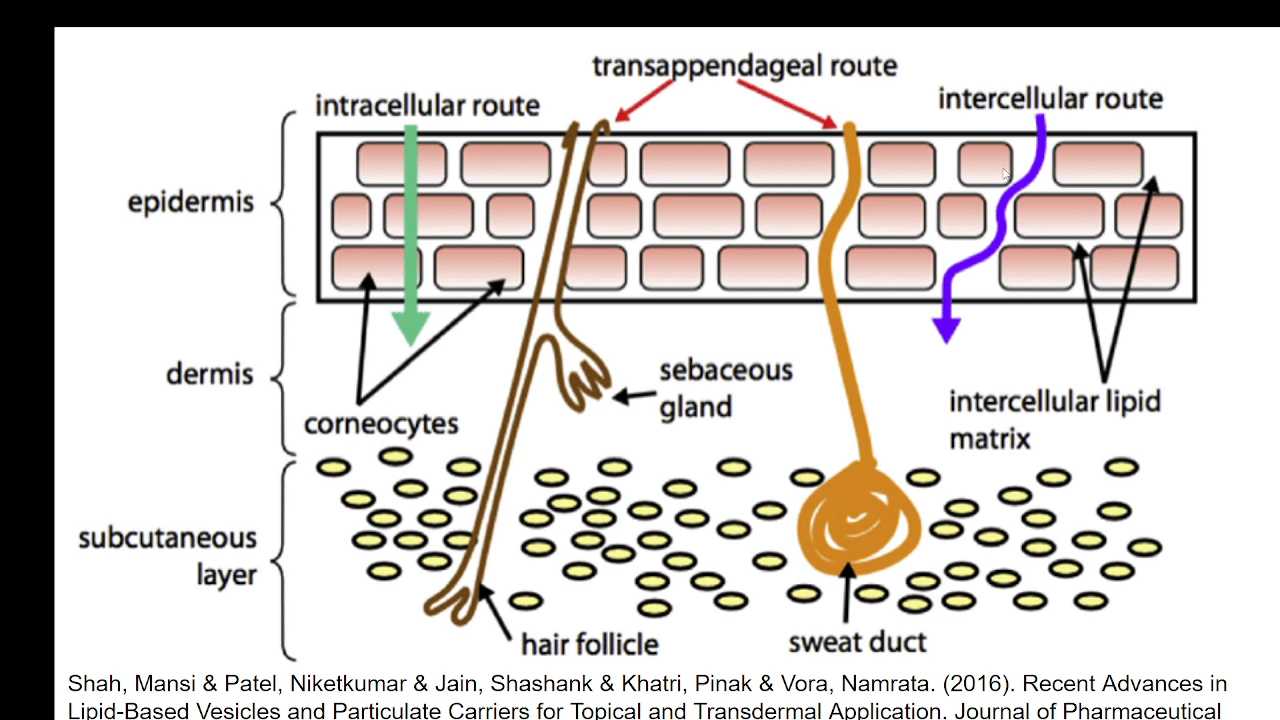 transappendageal route
intracellular route
intercellular route
epidermis
dermis
sebaceous
gland
corneocytes
intercellular lipid
matrix
subcutaneous
layer
hair follicle
sweat duct
Shah, Mansi & Patel, Niketkumar & Jain, Shashank & Khatri, Pinak & Vora, Namrata. (2016). Recent Advances in
Lipid-Based Vesicles and Particulate Carriers for Topical and Transdermal Application. Journal of Pharmaceutical